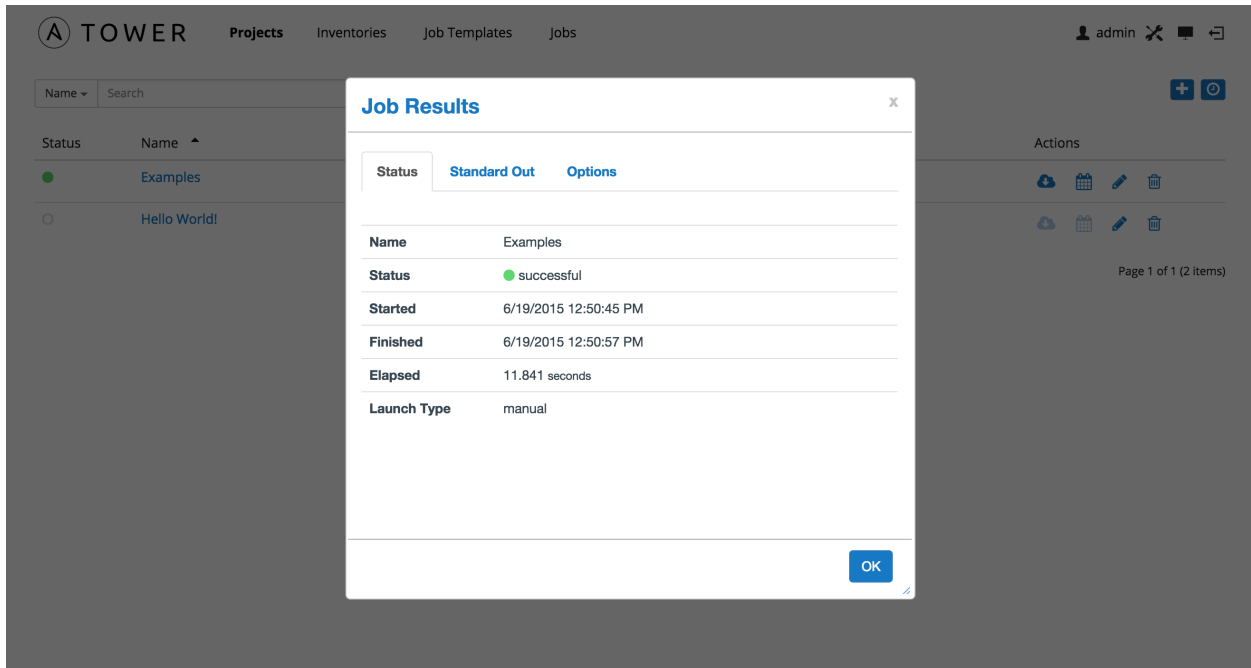 A TOWER Projects Inventories Job Templates Jobs admin
Name Search
Status Name Actions
Examples
Hello World!
Page 1 of 1 (2 items)
Job Results x
Status Standard Out Options
Name Examples
Status successful
Started 6/19/2015 12:50:45 PM
Finished 6/19/2015 12:50:57 PM
Elapsed 11.841 seconds
Launch Type manual
OK